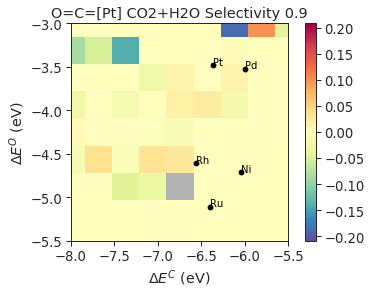 O=C=[Pt] CO2+H2O Selectivity 0.9
−3.0
−3.5
−4.0
−4.5
−5.0
−5.5
ΔE^O (eV)
Pt
Pd
Rh
Ni
Ru
−8.0 −7.5 −7.0 −6.5 −6.0 −5.5
ΔE^C (eV)
0.20
0.15
0.10
0.05
0.00
−0.05
−0.10
−0.15
−0.20